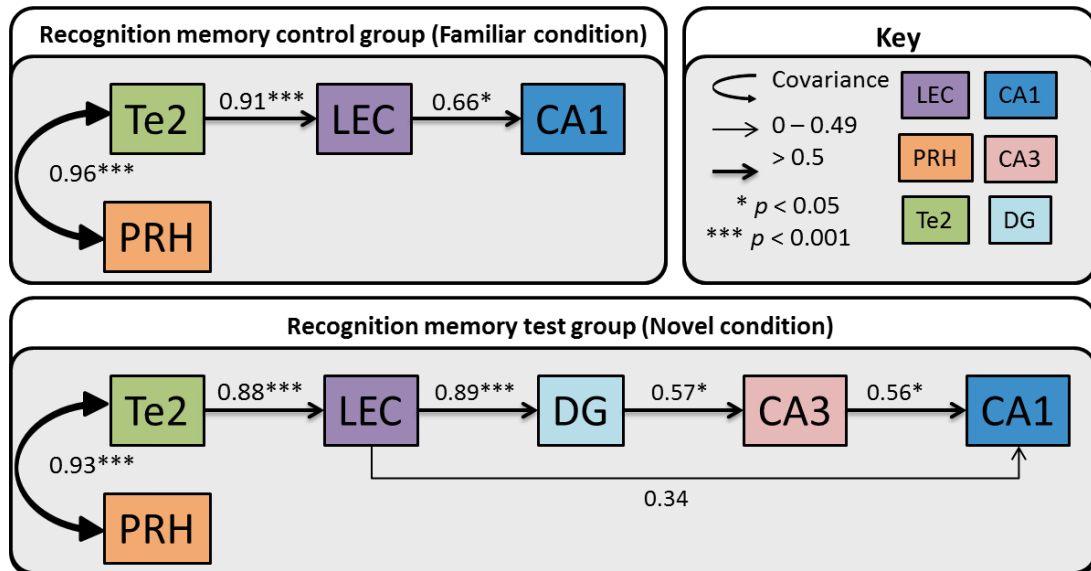 Recognition memory control group (Familiar condition)
Te2
0.91***
LEC
0.66*
CA1
0.96***
PRH
Key
Covariance
0 – 0.49
> 0.5
* p < 0.05
*** p < 0.001
LEC
CA1
PRH
CA3
Te2
DG
Recognition memory test group (Novel condition)
Te2
0.88***
LEC
0.89***
DG
0.57*
CA3
0.56*
CA1
0.93***
0.34
PRH